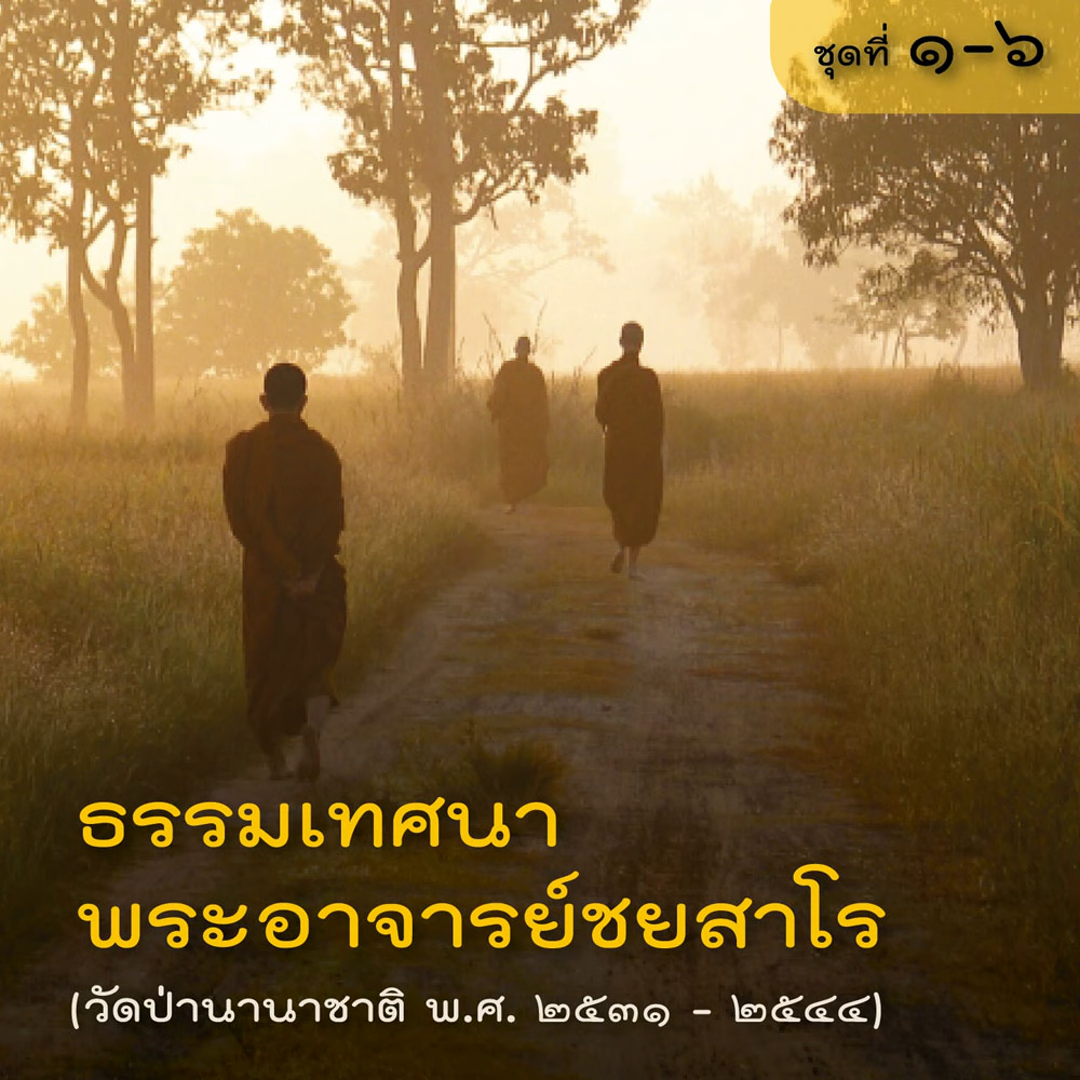 ชุดที่ ๑-๖
ธรรมเทศนา
พระอาจารย์ชยสาโร
(วัดป่านานาชาติ พ.ศ. ๒๕๓๑ - ๒๕๔๔)